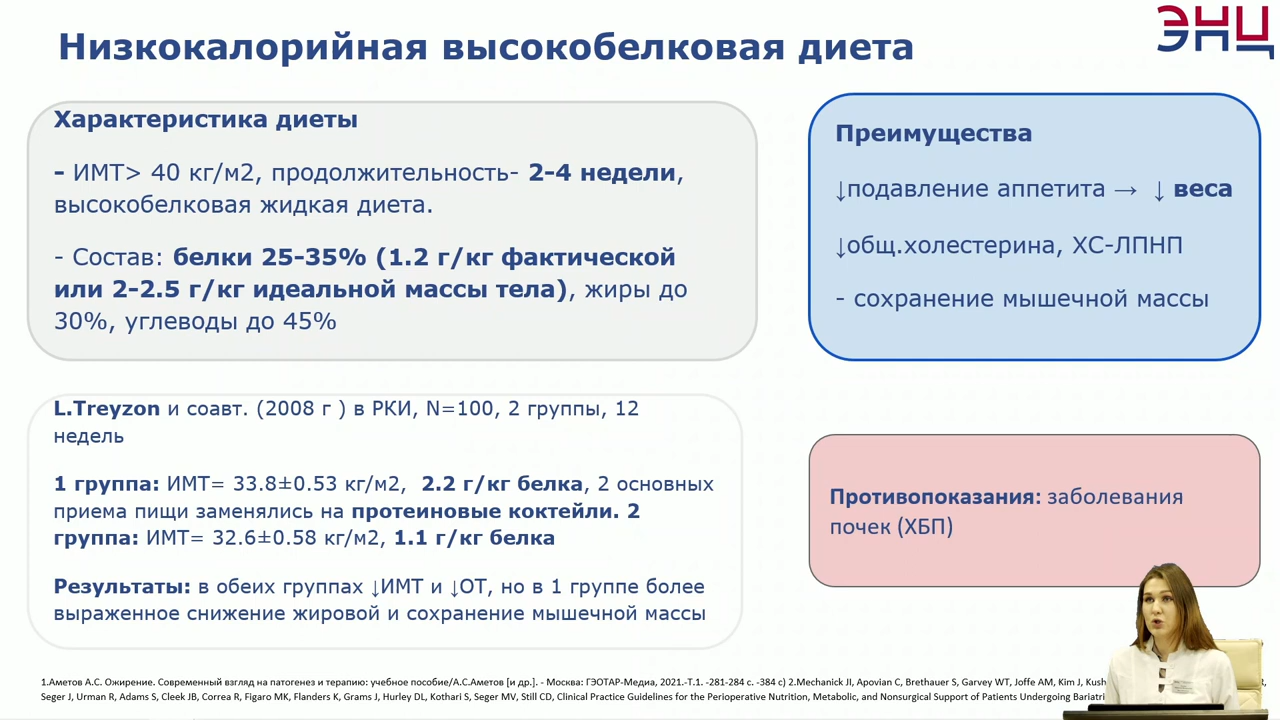 Низкокалорийная высокобелковая диета
ЭНЦ
Характеристика диеты
- ИМТ> 40 кг/м2, продолжительность- 2-4 недели,
высокобелковая жидкая диета.
- Состав: белки 25-35% (1.2 г/кг фактической
или 2-2.5 г/кг идеальной массы тела), жиры до
30%, углеводы до 45%
Преимущества
↓подавление аппетита → ↓ веса
↓общ.холестерина, ХС-ЛПНП
- сохранение мышечной массы
L.Treyzon и соавт. (2008 г ) в РКИ, N=100, 2 группы, 12
недель
1 группа: ИМТ= 33.8±0.53 кг/м2, 2.2 г/кг белка, 2 основных
приема пищи заменялись на протеиновые коктейли. 2
группа: ИМТ= 32.6±0.58 кг/м2, 1.1 г/кг белка
Результаты: в обеих группах ↓ИМТ и ↓ОТ, но в 1 группе более
выраженное снижение жировой и сохранение мышечной массы
Противопоказания: заболевания
почек (ХБП)
1.Аметов А.С. Ожирение. Современный взгляд на патогенез и терапию: учебное пособие/А.С.Аметов [и др.]. - Москва: ГЭОТАР-Медиа, 2021.-Т.1. -281-284 с. -384 с) 2.Mechanick JI, Apovian C, Brethauer S, Garvey WT, Joffe AM, Kim J, Kush
Seger J, Urman R, Adams S, Cleek JB, Correa R, Figaro MK, Flanders K, Grams J, Hurley DL, Kothari S, Seger MV, Still CD, Clinical Practice Guidelines for the Perioperative Nutrition, Metabolic, and Nonsurgical Support of Patients Undergoing Bariatri